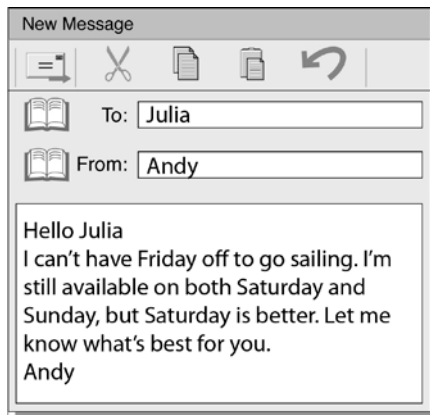 New Message
To: Julia
From: Andy
Hello Julia
I can't have Friday off to go sailing. I'm
still available on both Saturday and
Sunday, but Saturday is better. Let me
know what's best for you.
Andy